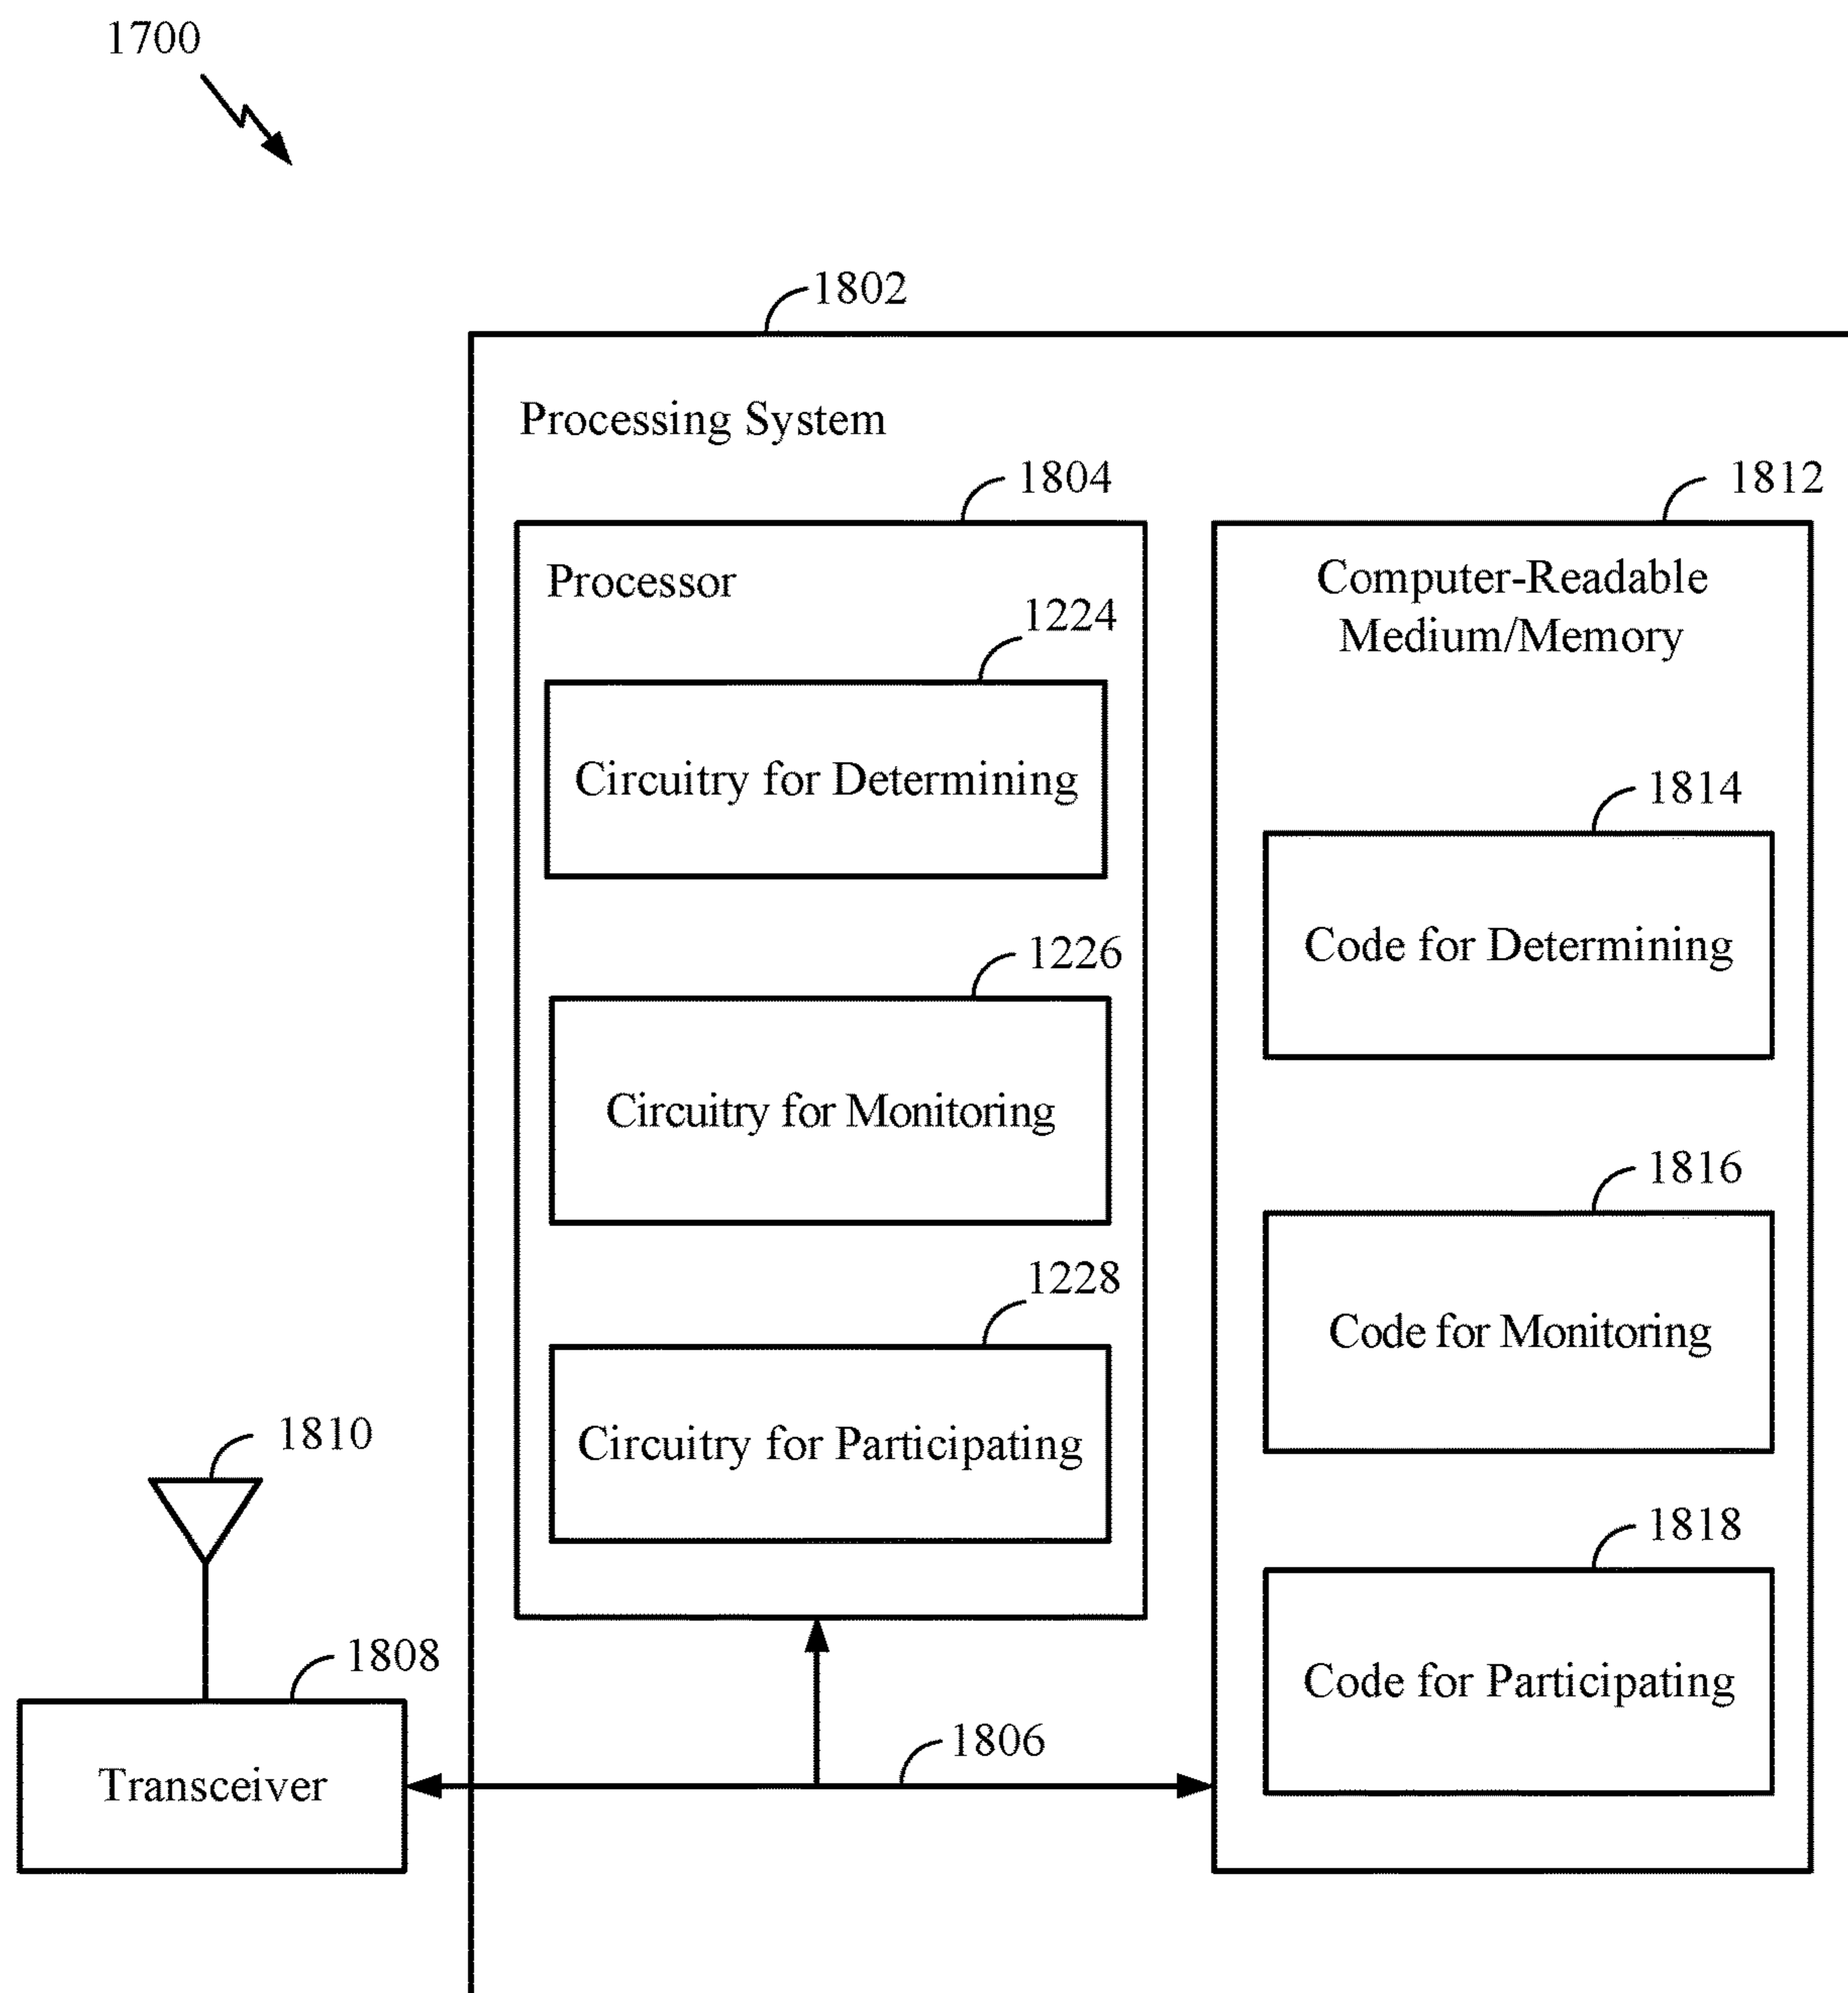 1700
1802
Processing System
1804
Processor
1224
Circuitry for Determining
1226
Circuitry for Monitoring
1228
Circuitry for Participating
1812
Computer-Readable
Medium/Memory
1814
Code for Determining
1816
Code for Monitoring
1818
Code for Participating
1810
1808
Transceiver
1806